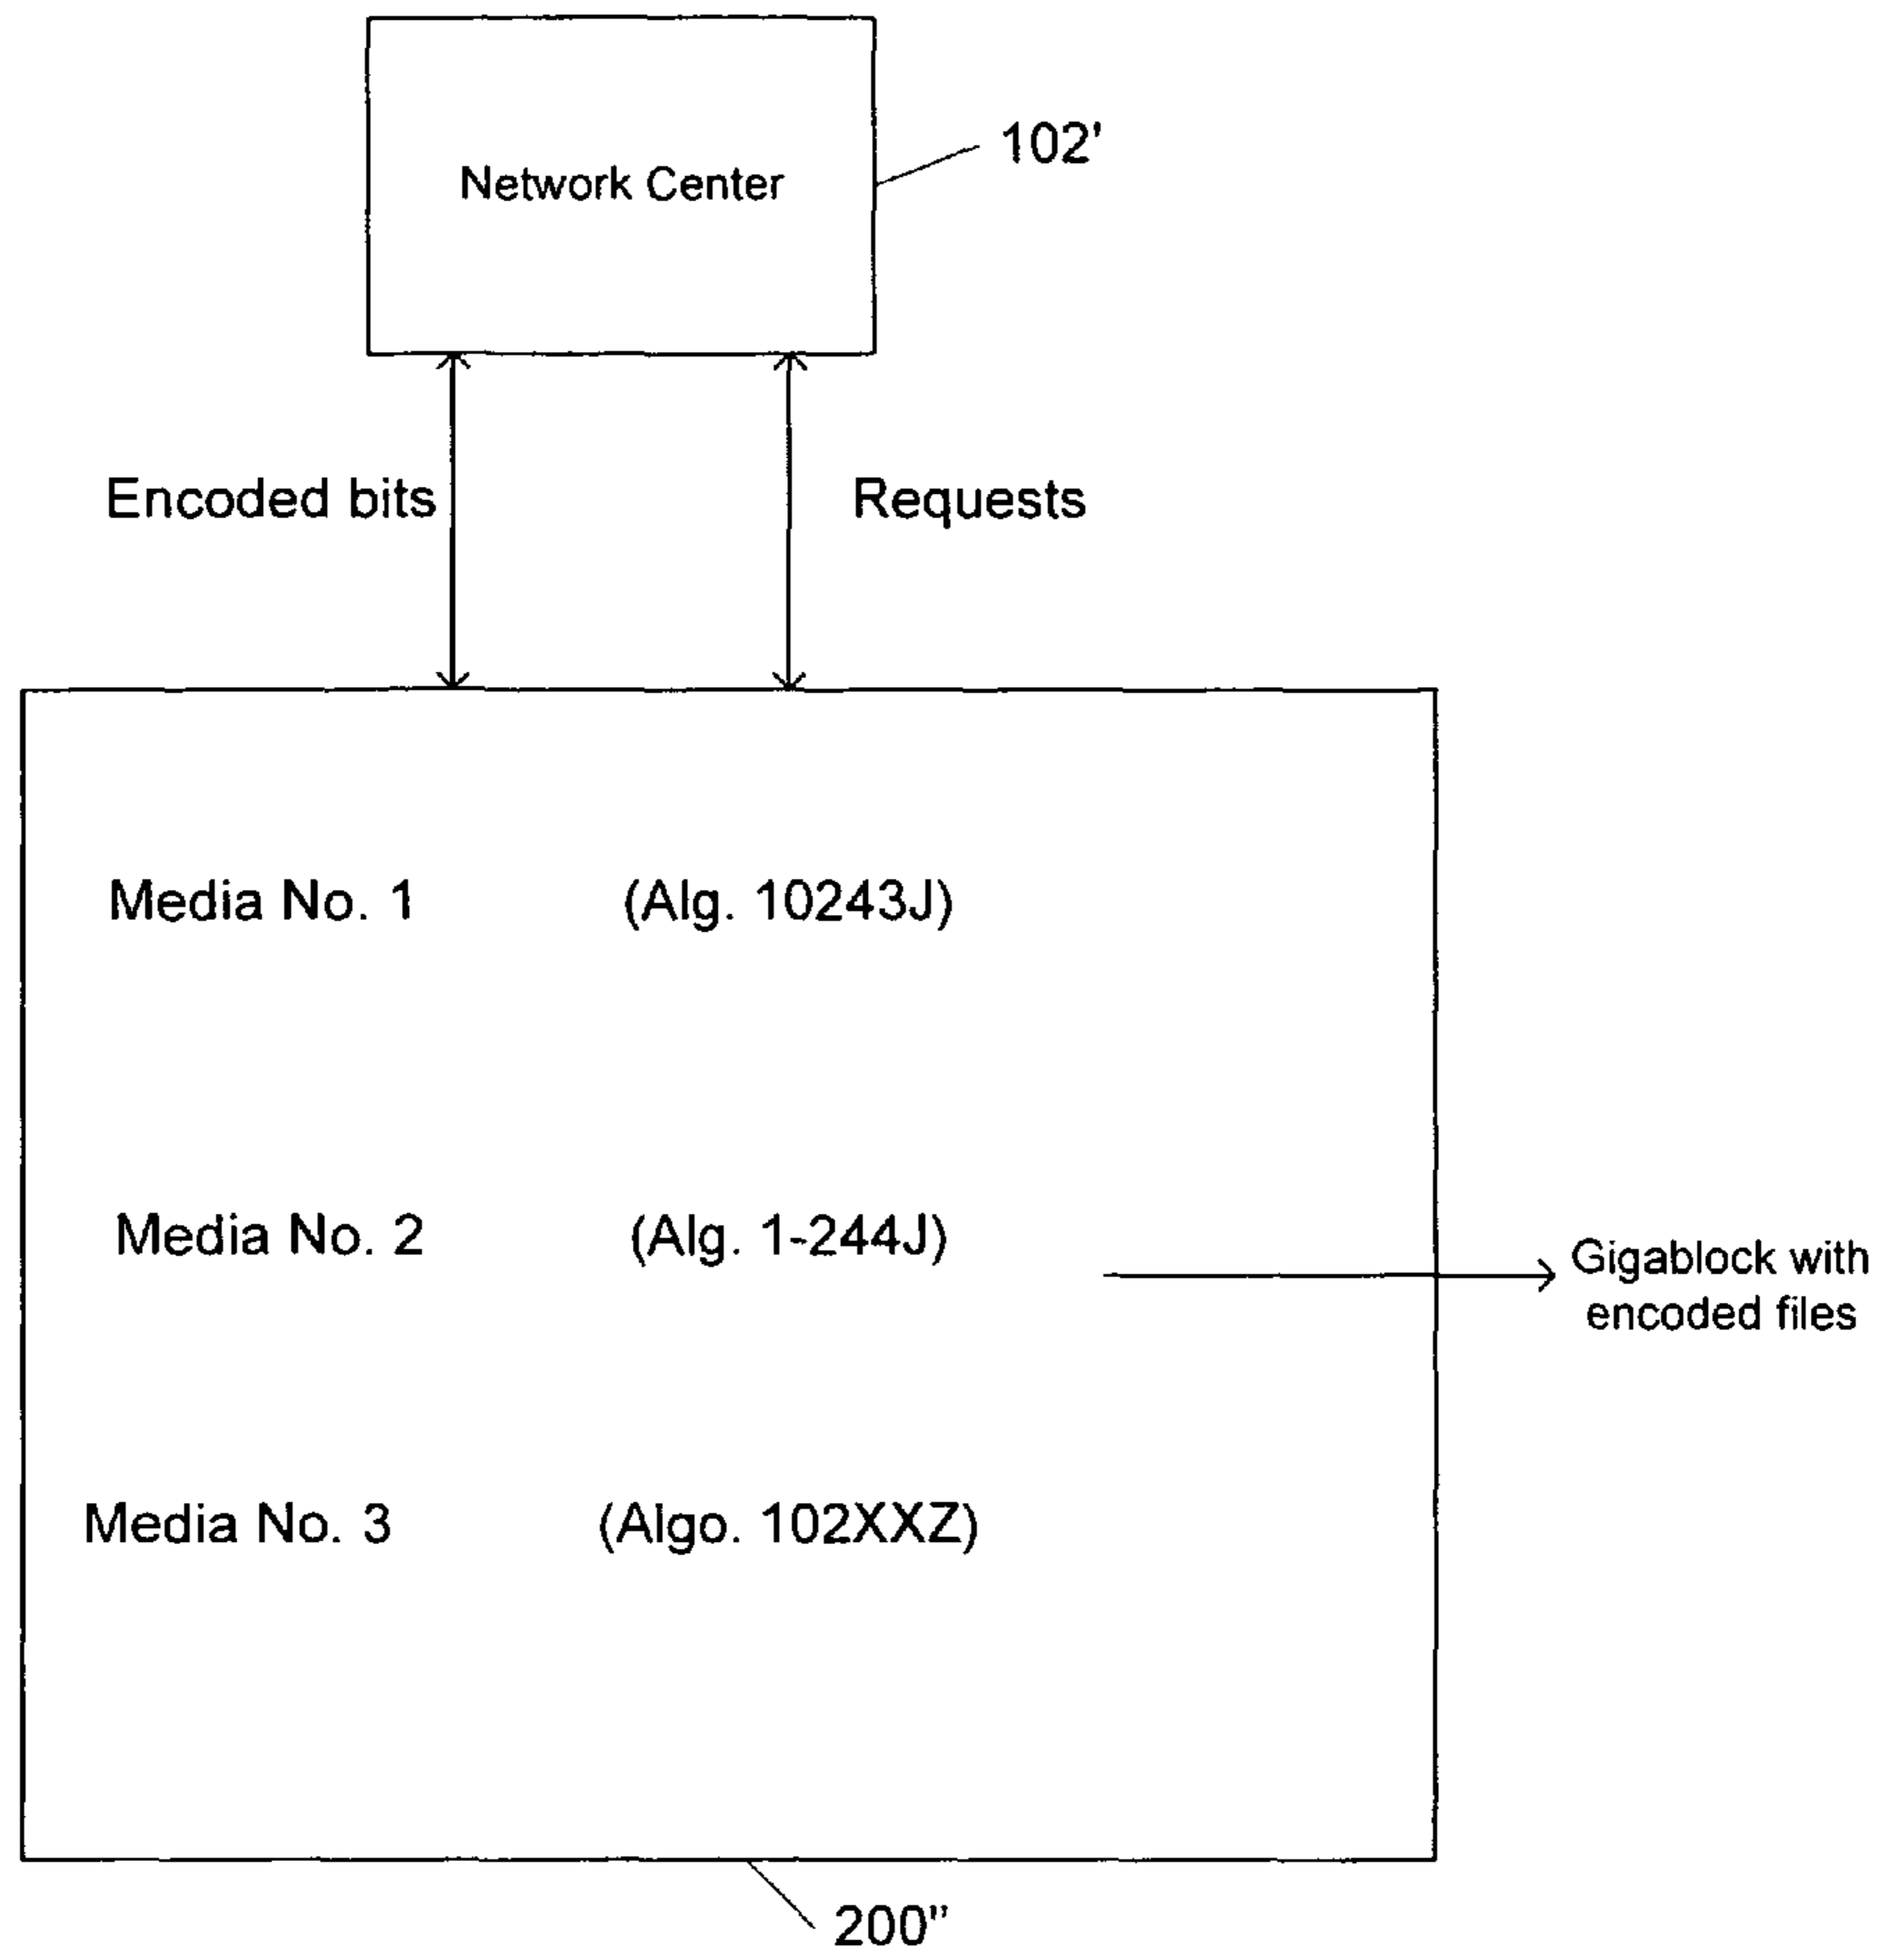 Network Center
102'
Encoded bits
Requests
Media No. 1 (Alg. 10243J)
Media No. 2 (Alg. 1-244J)
Gigablock with
encoded files
Media No. 3 (Algo. 102XXZ)
200"